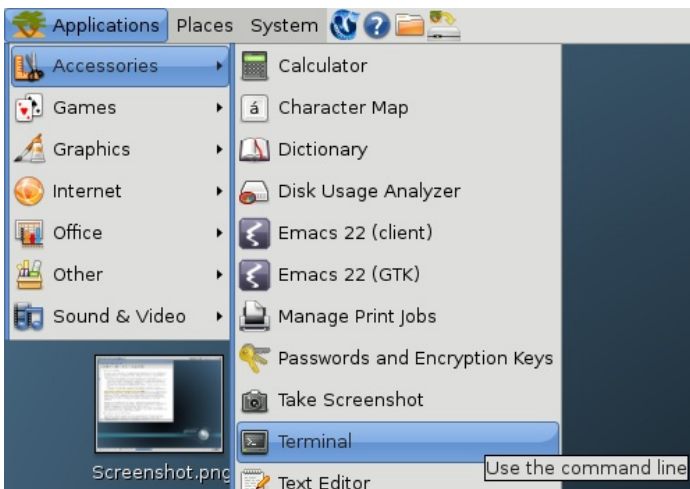 Applications Places System
Accessories
Games
Graphics
Internet
Office
Other
Sound & Video
Calculator
á Character Map
Dictionary
Disk Usage Analyzer
Emacs 22 (client)
Emacs 22 (GTK)
Manage Print Jobs
Passwords and Encryption Keys
Take Screenshot
Terminal
Text Editor
Use the command line
Screenshot.png